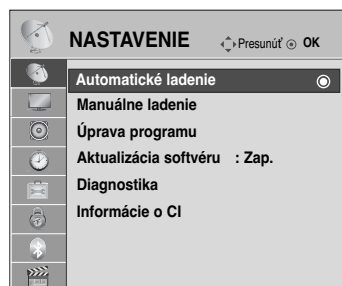 NASTAVENIE Presunúť OK
Automatické ladenie
Manuálne ladenie
Úprava programu
Aktualizácia softvéru : Zap.
Diagnostika
Informácie o CI